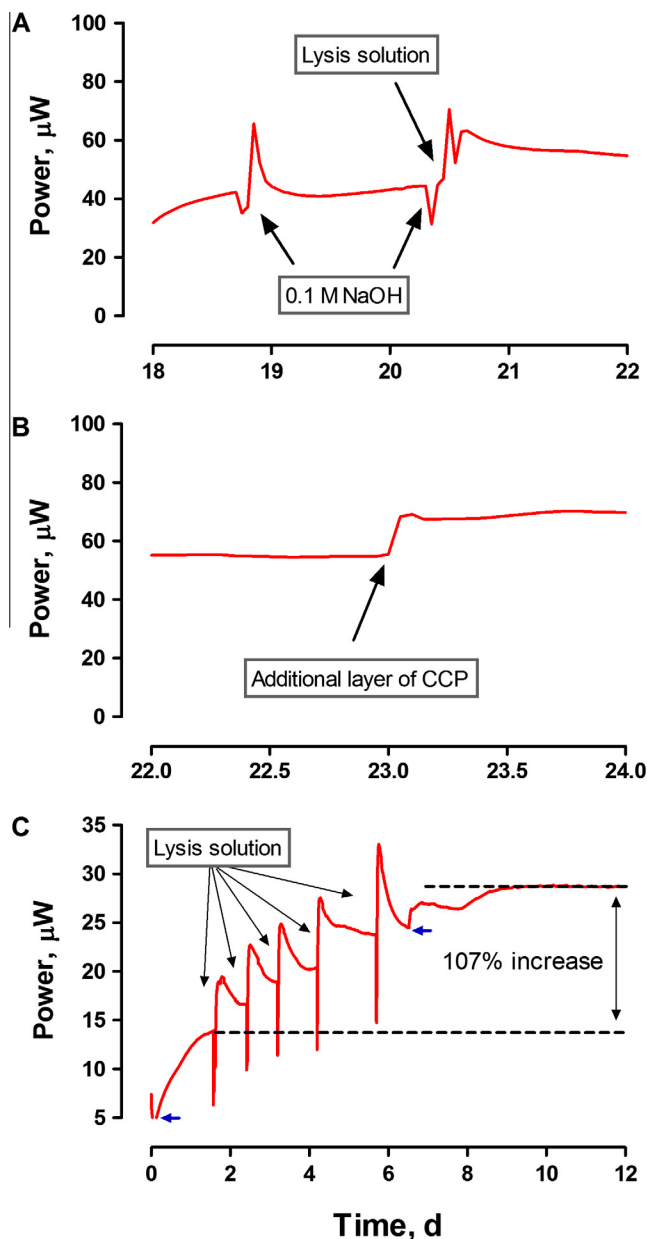 A
Power, µW
100
80
60
40
20
0
Lysis solution
0.1 M NaOH
18 19 20 21 22
B
Power, µW
100
80
60
40
20
0
Additional layer of CCP
22.0 22.5 23.0 23.5 24.0
C
Power, µW
35
30
25
20
15
10
5
Lysis solution
107% increase
0 2 4 6 8 10 12
Time, d